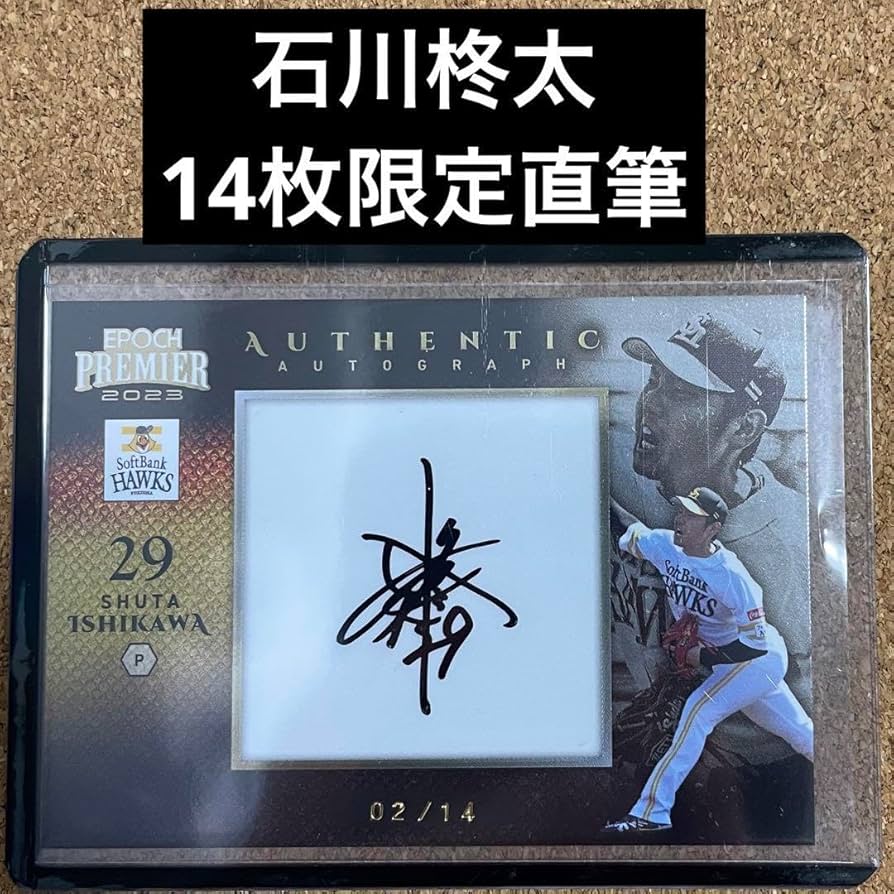 石川柊太
14枚限定直筆
EPOCH
PREMIER
2023
AUTHENTIC
AUTOGRAPH
SoftBank
HAWKS
FUKUOKA
29
SHUTA
ISHIKAWA
P
SoftBank
HAWKS
02/14